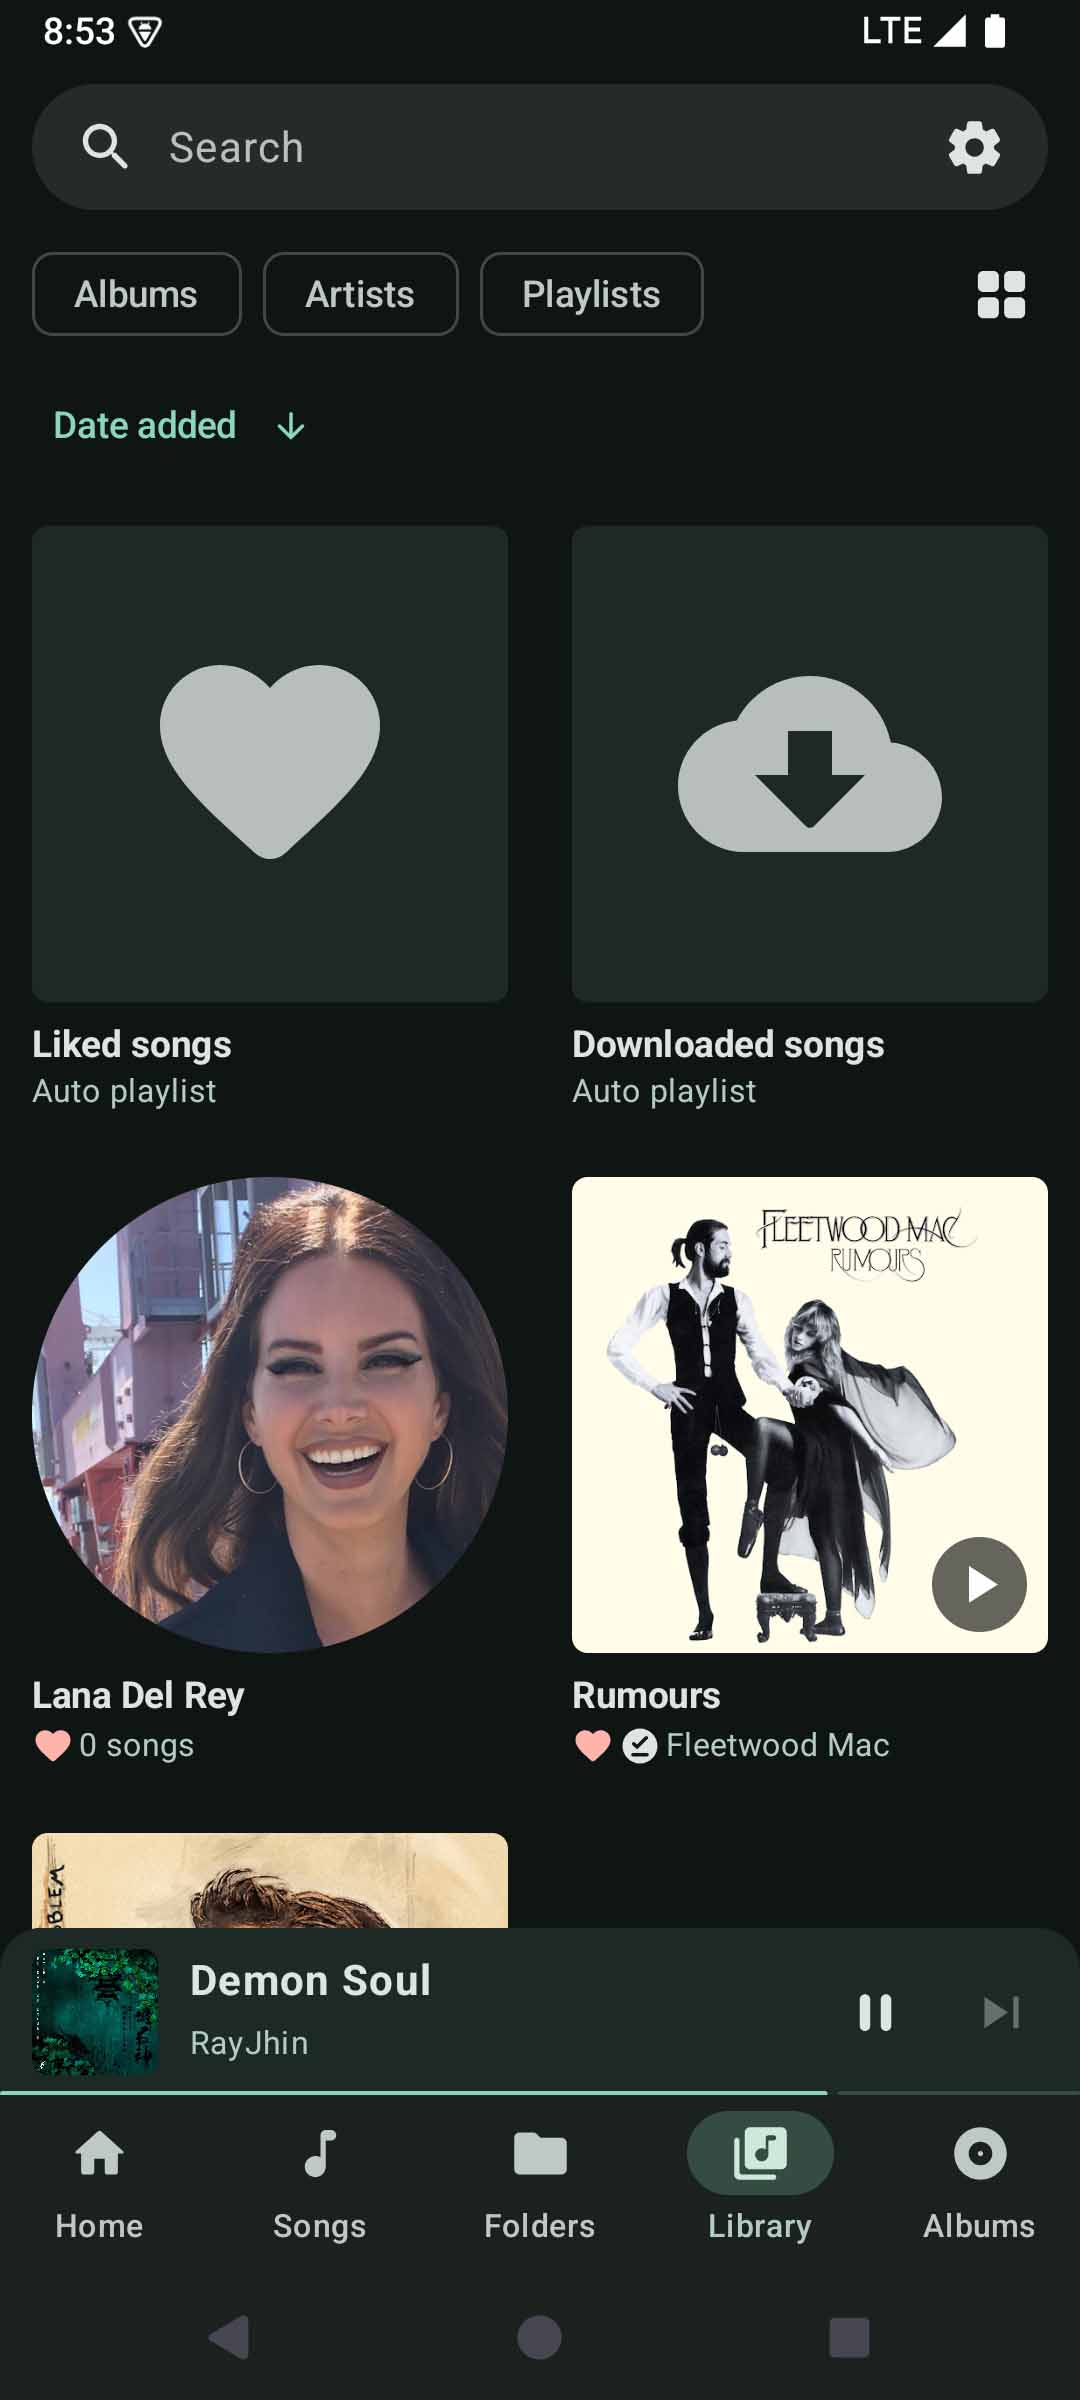 8:53
LTE
Search
Albums
Artists
Playlists
Date added
Liked songs
Auto playlist
Downloaded songs
Auto playlist
FLEETWOOD MAC
RUMOURS
Lana Del Rey
0 songs
Rumours
Fleetwood Mac
Demon Soul
RayJhin
Home
Songs
Folders
Library
Albums